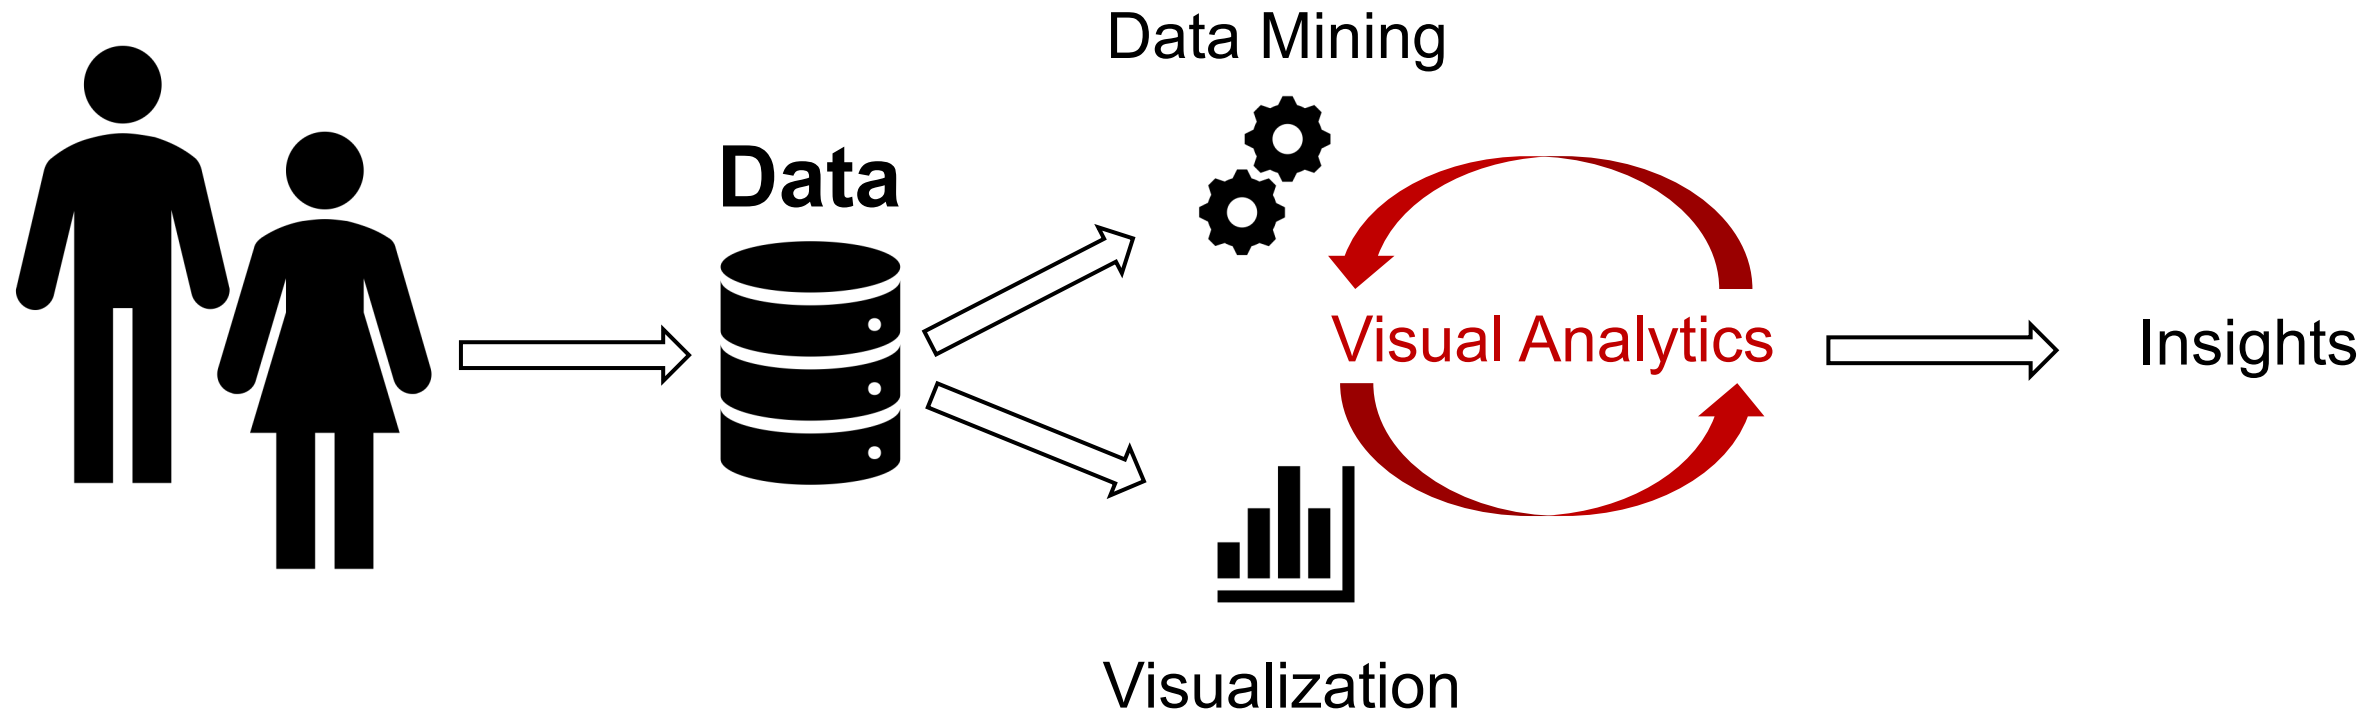 Data Mining
Data
Visual Analytics
Insights
Visualization